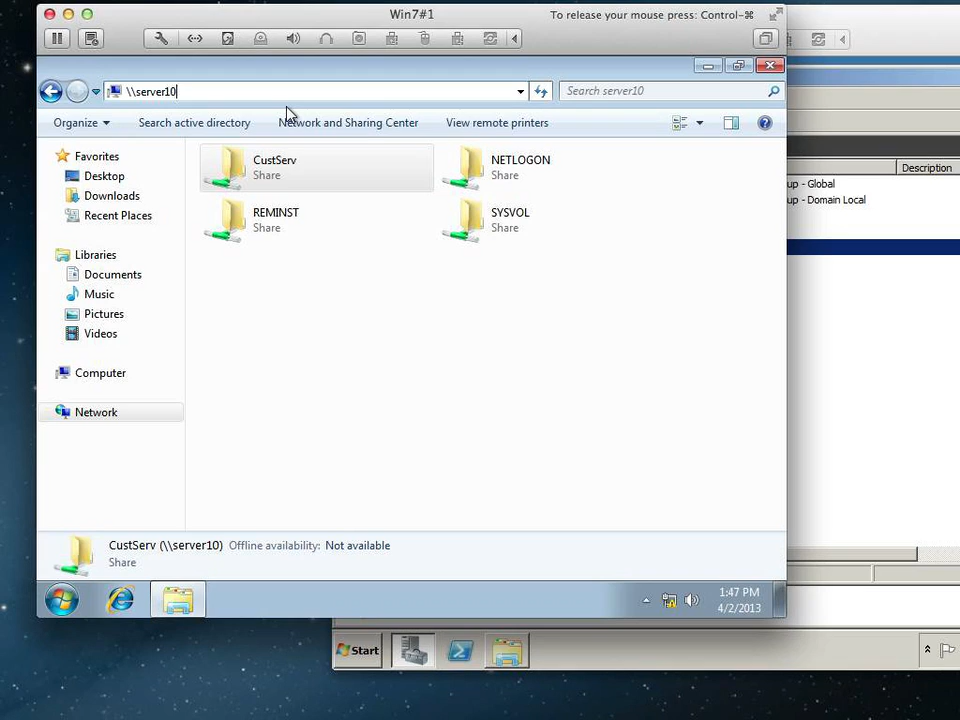 Win7#1
To release your mouse press: Control-⌘
\\server10
Search server10
Organize
Search active directory
Network and Sharing Center
View remote printers
Favorites
Desktop
Downloads
Recent Places
Libraries
Documents
Music
Pictures
Videos
Computer
Network
CustServ
Share
NETLOGON
Share
REMINST
Share
SYSVOL
Share
CustServ (\\server10) Offline availability: Not available
Share
1:47 PM
4/2/2013
Description
up - Global
up - Domain Local
Start